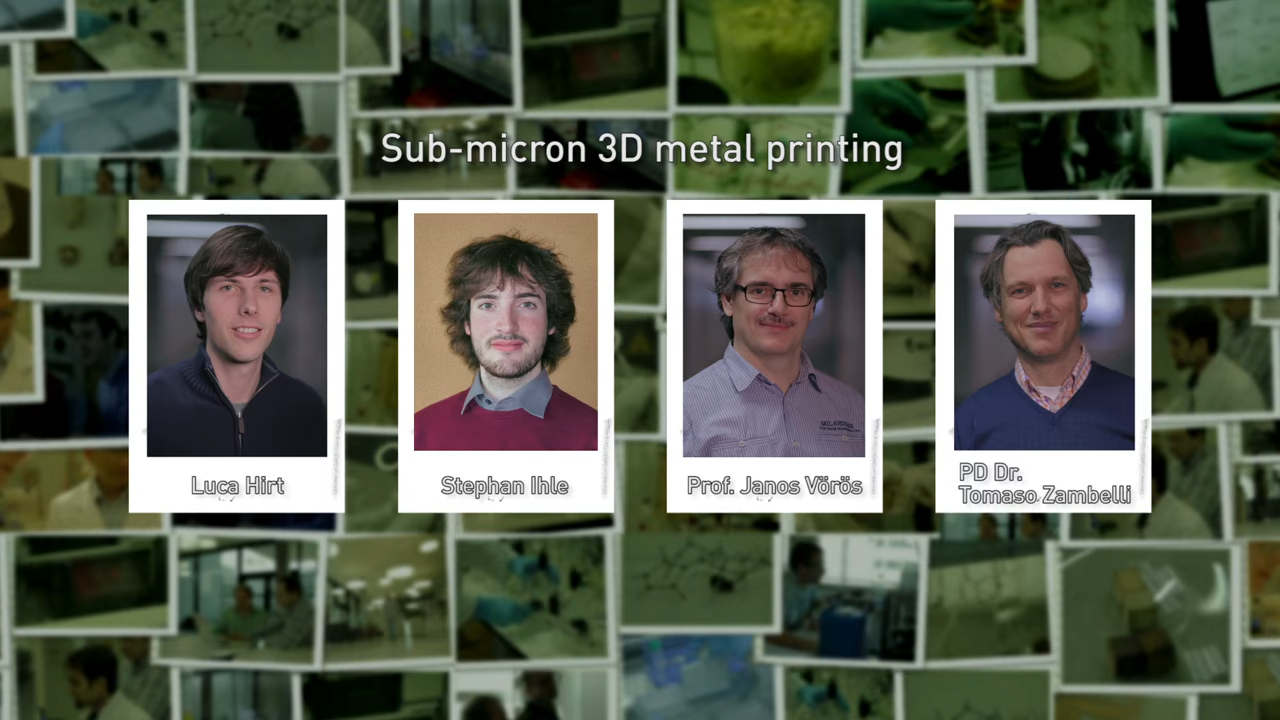 Sub-micron 3D metal printing
Luca Hirt
Stephan Ihle
Prof. Janos Vörös
PD Dr.
Tomaso Zambelli